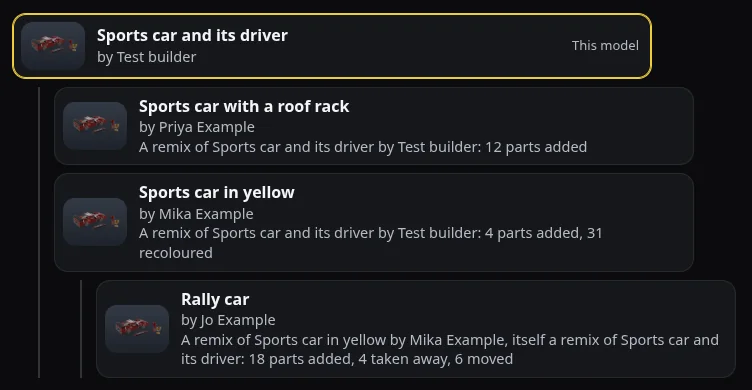 Sports car and its driver
by Test builder
This model
Sports car with a roof rack
by Priya Example
A remix of Sports car and its driver by Test builder: 12 parts added
Sports car in yellow
by Mika Example
A remix of Sports car and its driver by Test builder: 4 parts added, 31
recoloured
Rally car
by Jo Example
A remix of Sports car in yellow by Mika Example, itself a remix of Sports car and
its driver: 18 parts added, 4 taken away, 6 moved